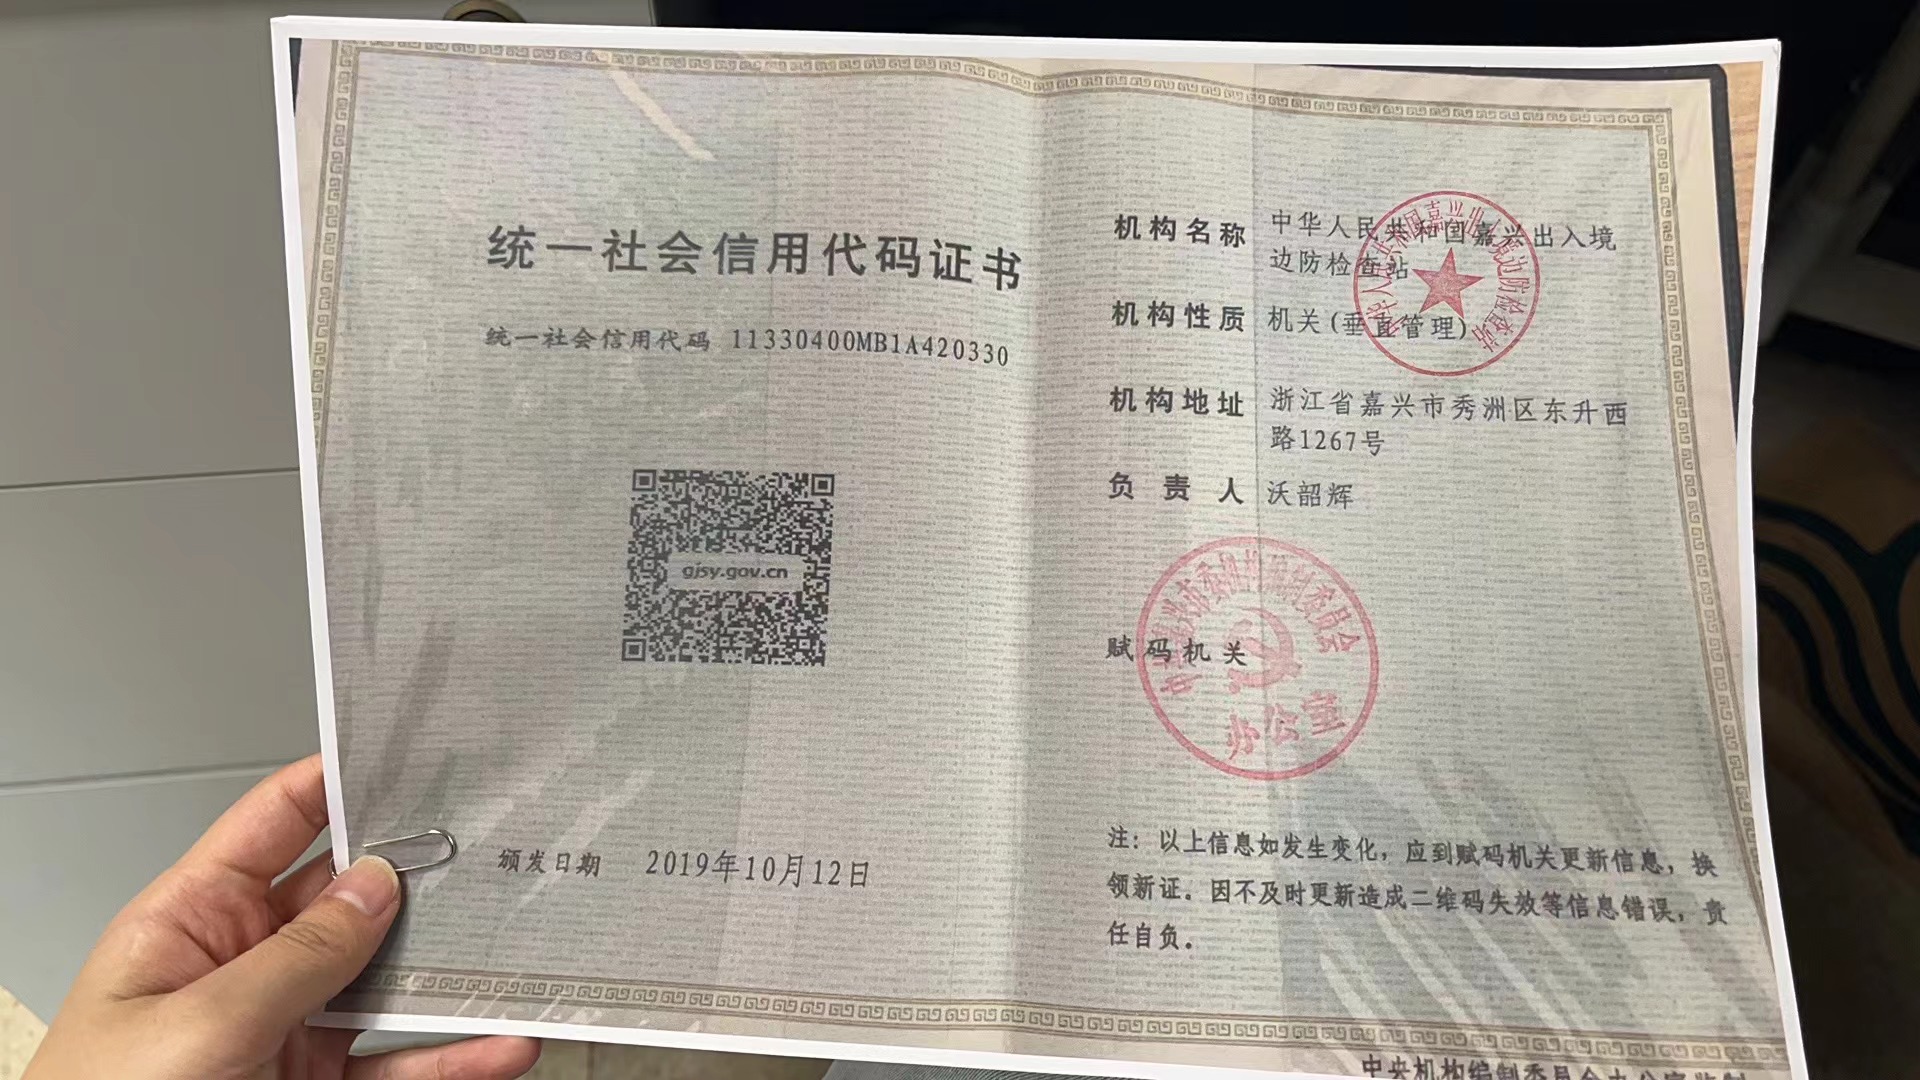 统一社会信用代码证书
统一社会信用代码 11330400MB1A420330
gjsy.gov.cn
颁发日期 2019年10月12日
机构名称 中华人民共和国嘉兴出入境
边防检查站
机构性质 机关(垂直管理)
机构地址 浙江省嘉兴市秀洲区东升西
路1267号
负责人 沃韶辉
中华人民共和国嘉兴出入境边防检查站
赋码机关
中共嘉兴市委机构编制委员会
办公室
注：以上信息如发生变化，应到赋码机关更新信息，换
领新证。因不及时更新造成二维码失效等信息错误，责
任自负。
中央机构编制委员会办公室监制